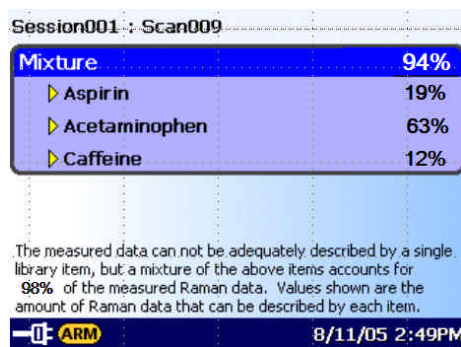 Session001 : Scan009
Mixture 94%
Aspirin 19%
Acetaminophen 63%
Caffeine 12%
The measured data can not be adequately described by a single
library item, but a mixture of the above items accounts for
98% of the measured Raman data. Values shown are the
amount of Raman data that can be described by each item.
ARM 8/11/05 2:49PM